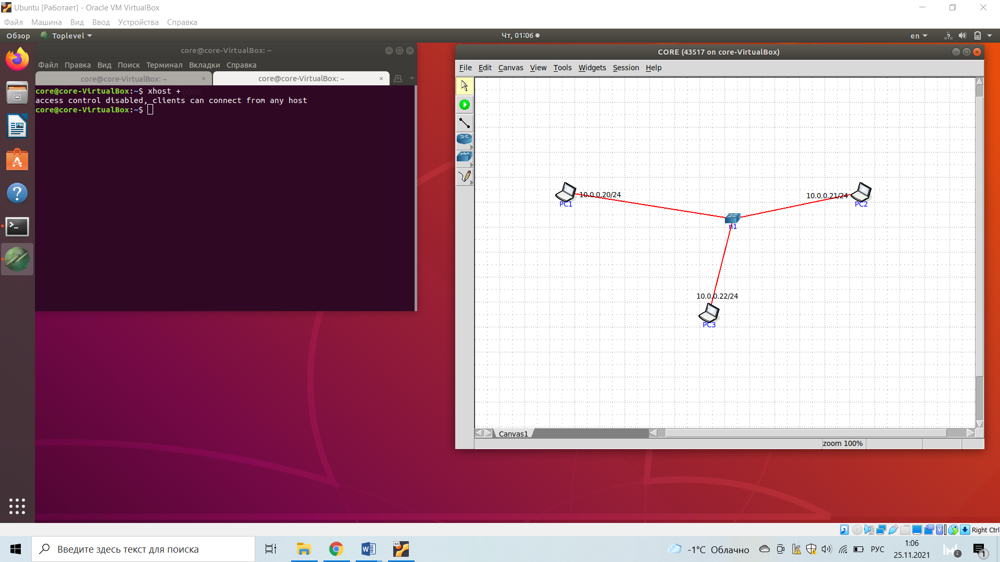 Ubuntu [Работает] - Oracle VM VirtualBox
Файл Машина Вид Ввод Устройства Справка
Обзор Toplevel Чт, 01:06 en
core@core-VirtualBox: ~
Файл Правка Вид Поиск Терминал Вкладки Справка
core@core-VirtualBox: ~ × core@core-VirtualBox: ~ ×
core@core-VirtualBox:~$ xhost +
access control disabled, clients can connect from any host
core@core-VirtualBox:~$
CORE (43517 on core-VirtualBox)
File Edit Canvas View Tools Widgets Session Help
10.0.0.20/24
PC1
10.0.0.21/24
PC2
n1
10.0.0.22/24
PC3
Canvas1
zoom 100%
Right Ctrl
Введите здесь текст для поиска
64
-1°C Облачно
РУС
1:06
25.11.2021
3
1